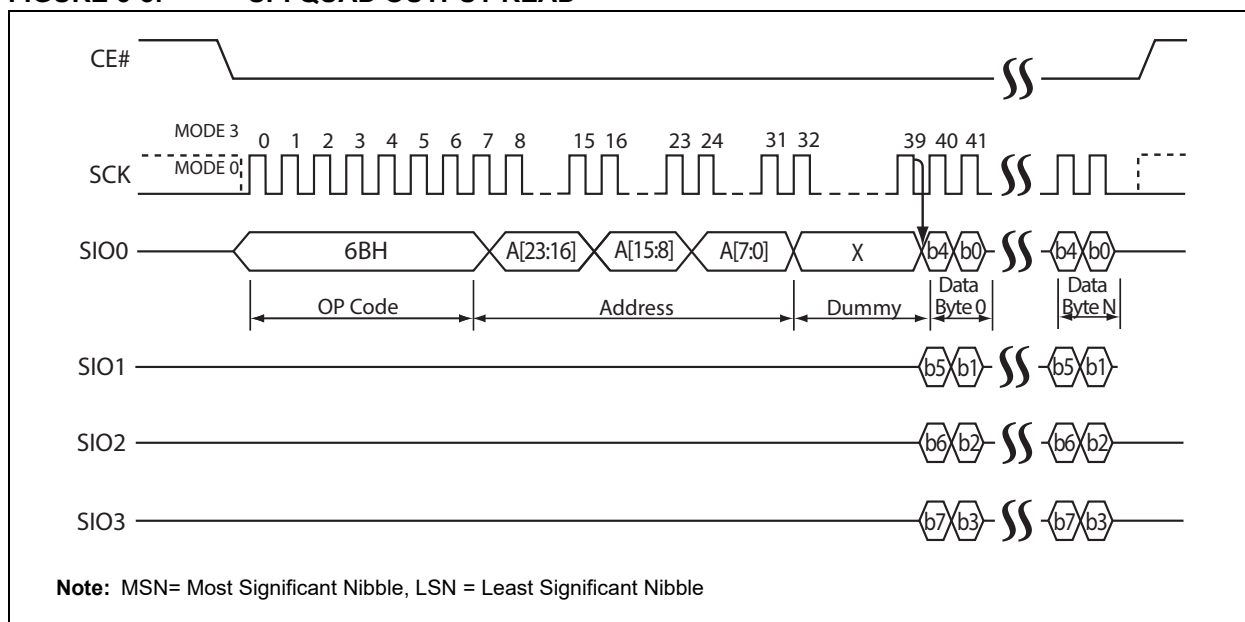 CE#
MODE 3
0 1 2 3 4 5 6 7 8 15 16 23 24 31 32 39 40 41
SCK
MODE 0
SIO0
6BH A[23:16] A[15:8] A[7:0] X b4 b0 b4 b0
OP Code Address Dummy Data Byte 0 Data Byte N
SIO1 b5 b1 b5 b1
SIO2 b6 b2 b6 b2
SIO3 b7 b3 b7 b3
Note: MSN= Most Significant Nibble, LSN = Least Significant Nibble